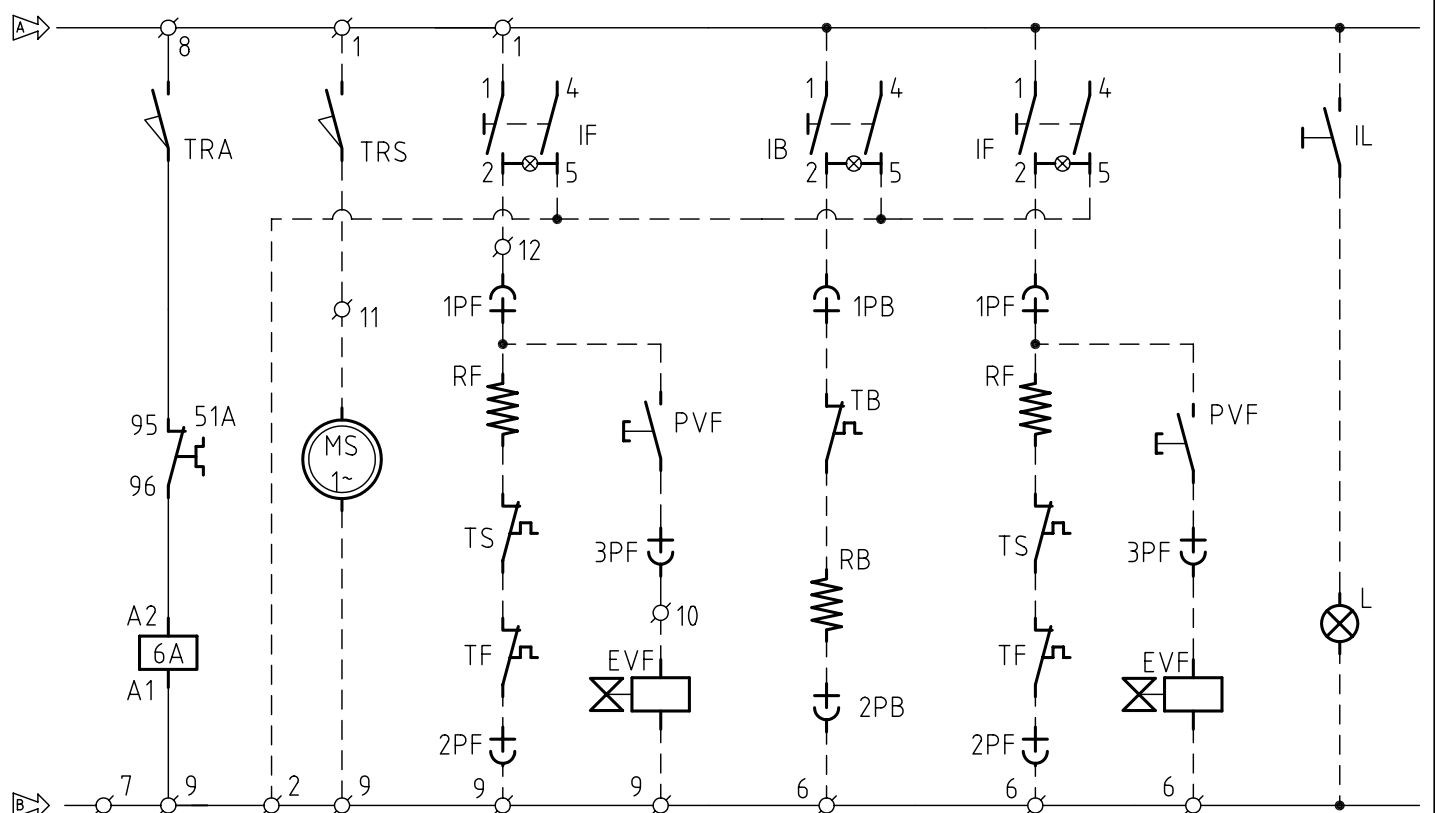 A
8
1
1
1
4
1
4
1
4
TRA
TRS
IF
IB
IF
IL
2
5
2
5
2
5
12
1PF
1PB
1PF
11
RF
TB
RF
95
51A
PVF
PVF
MS
1~
96
TS
3PF
TS
3PF
RB
A2
10
L
6A
TF
EVF
TF
EVF
A1
2PF
2PB
2PF
B
7
9
2
9
9
9
6
6
6